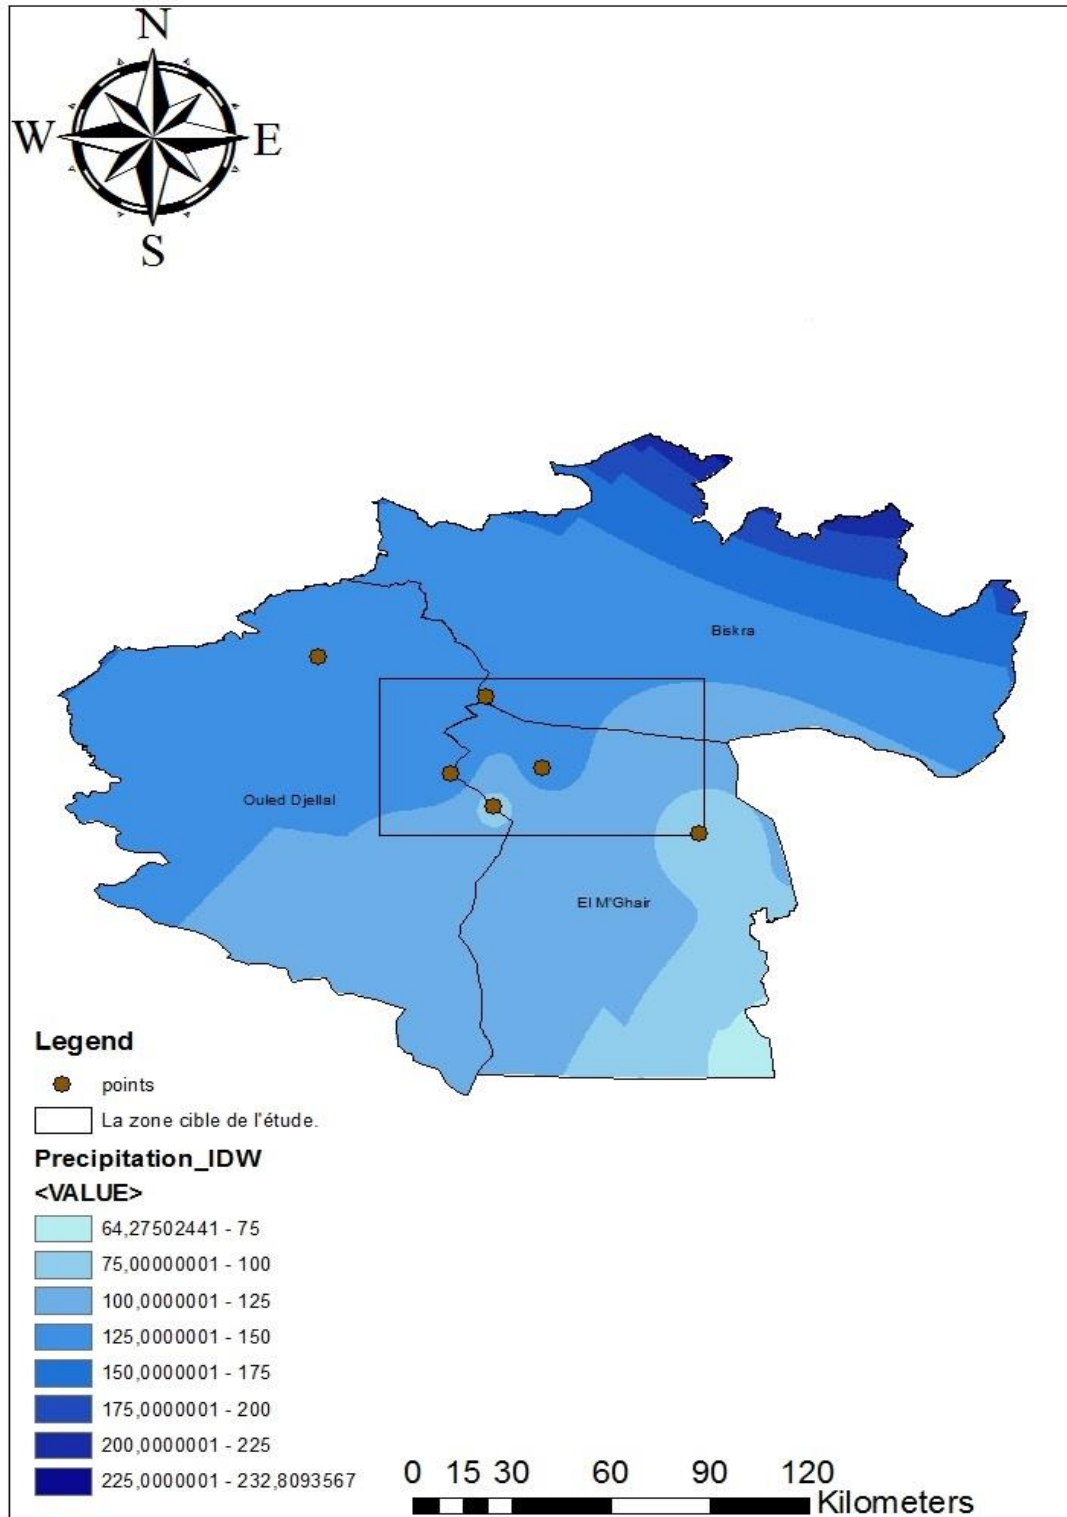 N
W
E
S
Biskra
Ouled Djellal
El M'Ghair
Legend
points
La zone cible de l'étude.
Precipitation_IDW
<VALUE>
64,27502441 - 75
75,00000001 - 100
100,0000001 - 125
125,0000001 - 150
150,0000001 - 175
175,0000001 - 200
200,0000001 - 225
225,0000001 - 232,8093567
0 15 30 60 90 120
Kilometers